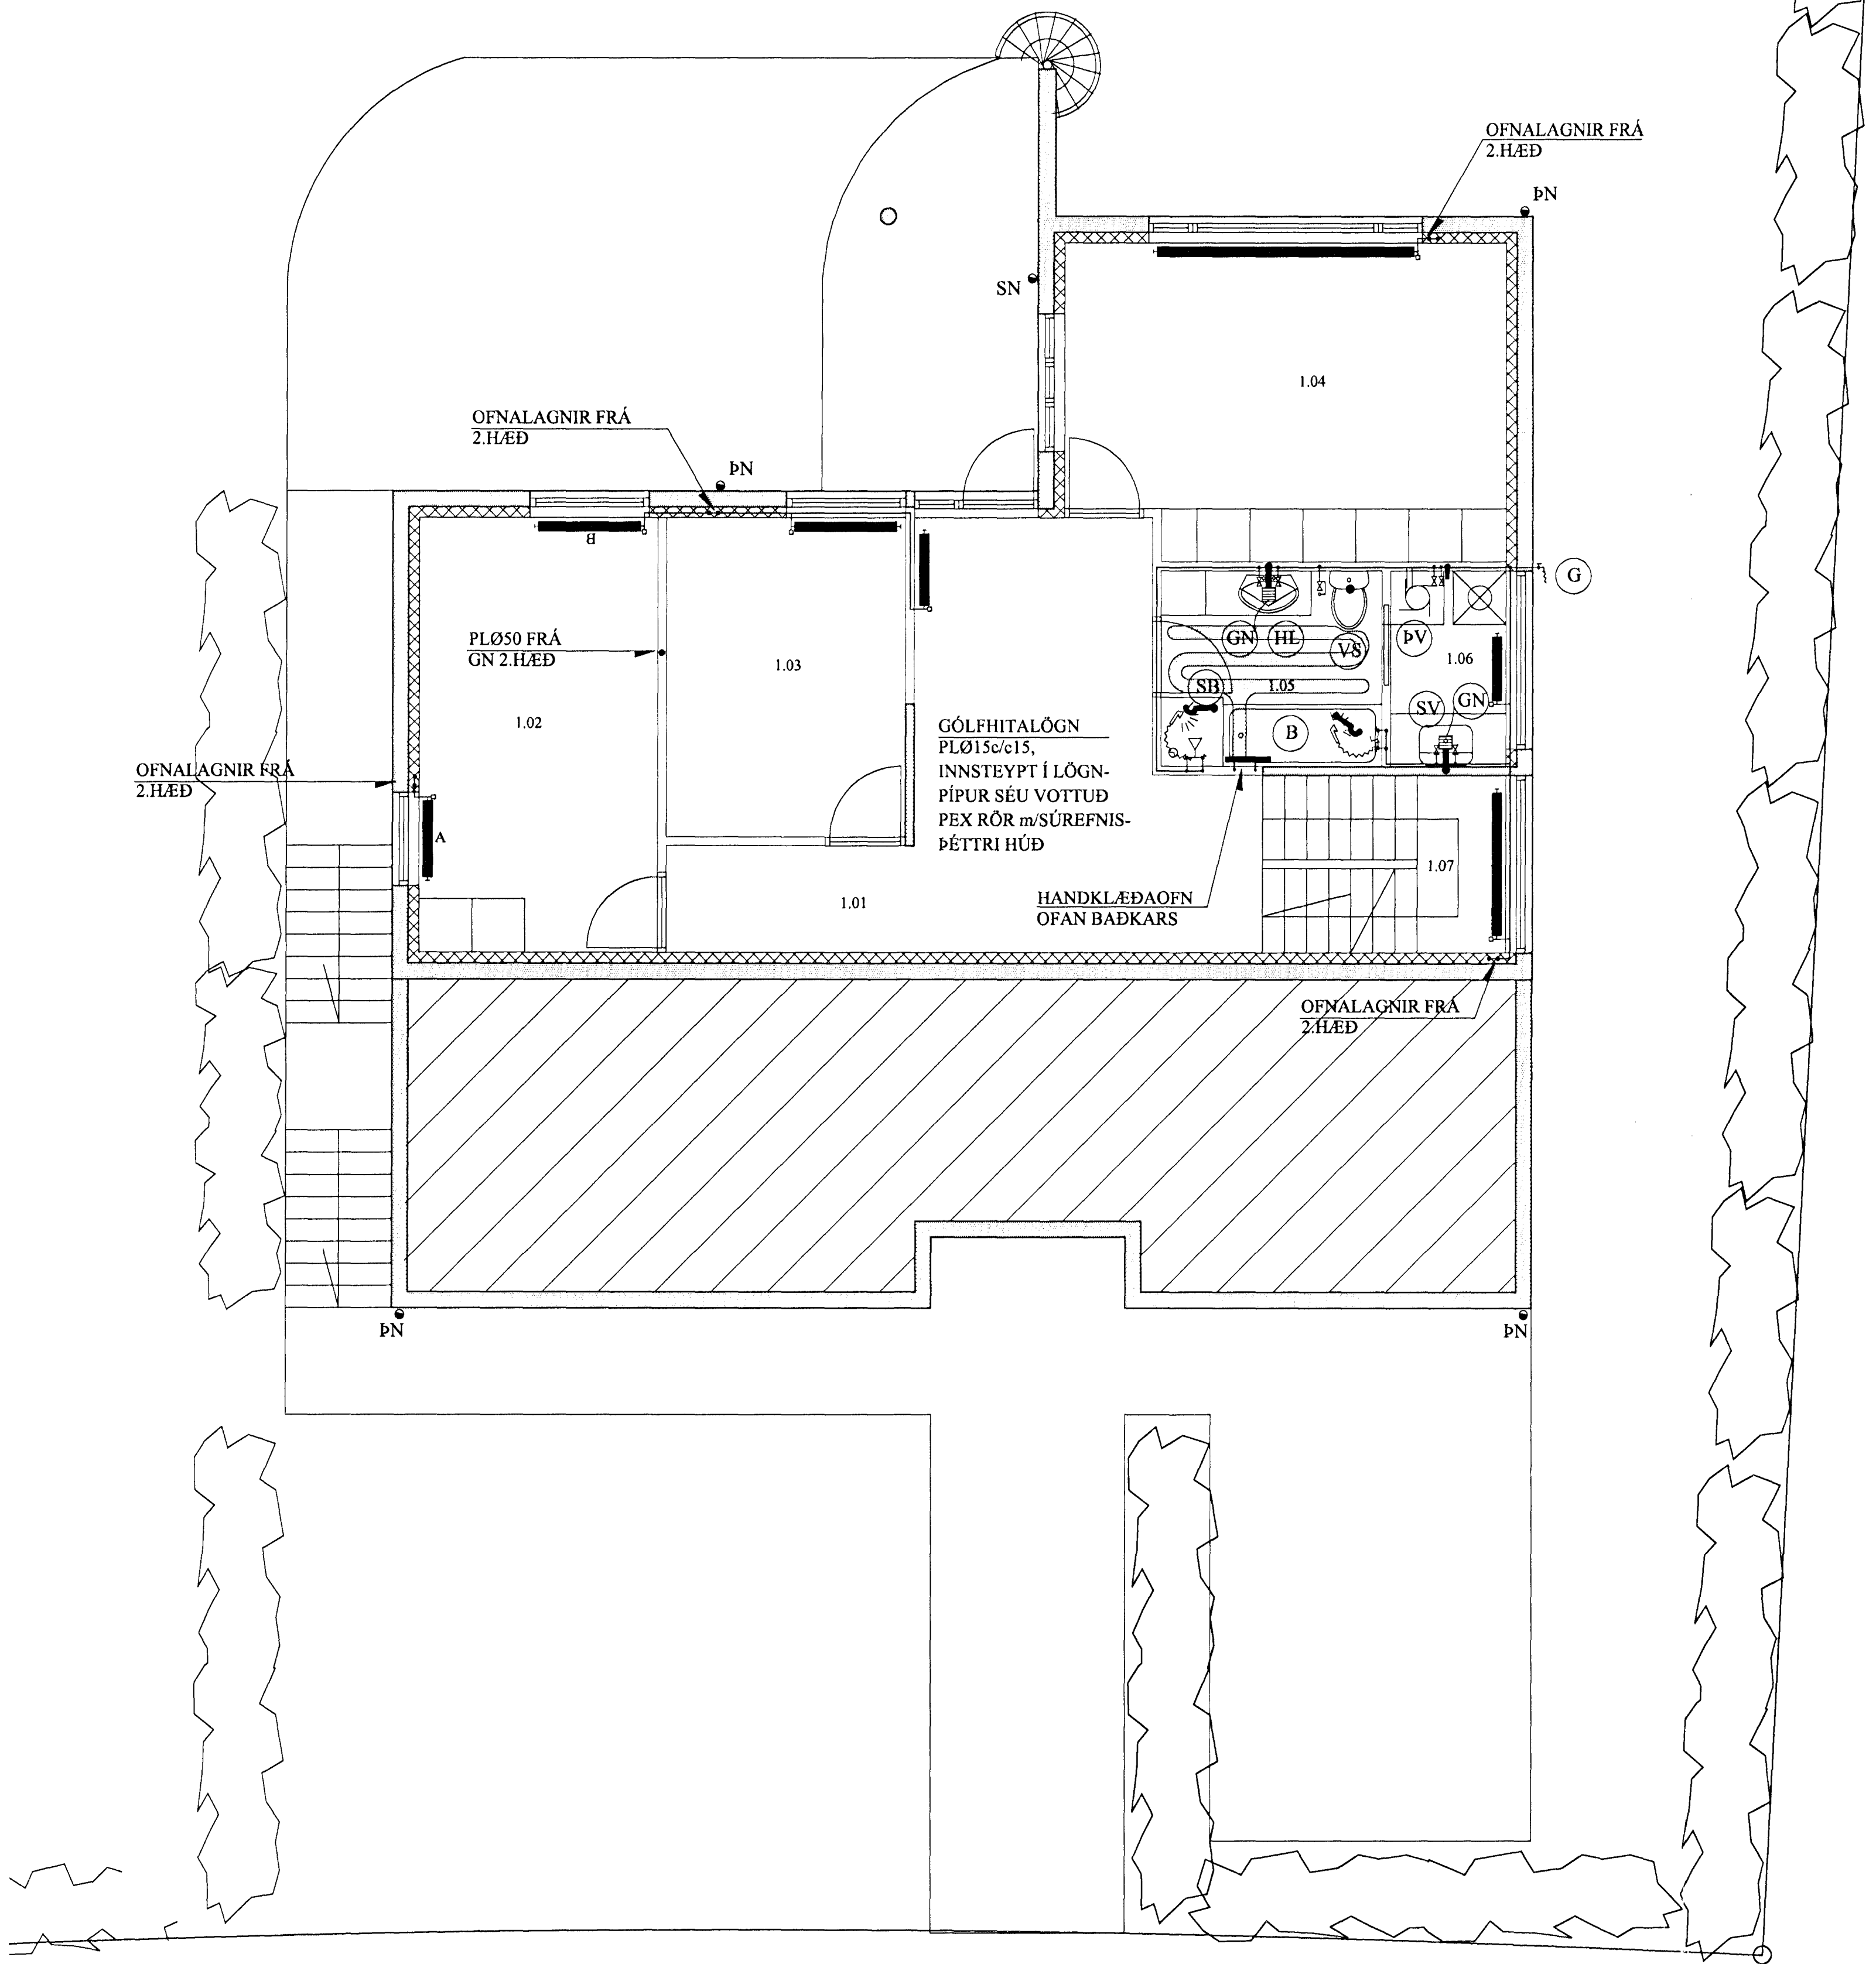 OFNALAGNIR FRÁ
2.HÆÐ
ÞN
SN
1.04
OFNALAGNIR FRÁ
2.HÆÐ
ÞN
B
G
PLØ50 FRÁ
GN 2.HÆÐ
1.03
GN
HL
VS
ÞV
1.06
SB
1.05
SV
GN
B
1.02
GÓLFHITALÖGN
PLØ15c/c15,
INNSTEYPT Í LÖGN-
PÍPUR SÉU VOTTUÐ
PEX RÖR m/SÚREFNIS-
ÞÉTTRI HÚÐ
OFNALAGNIR FRÁ
2.HÆÐ
A
1.07
1.01
HANDKLÆÐAOFN
OFAN BAÐKARS
OFNALAGNIR FRÁ
2.HÆÐ
ÞN
ÞN